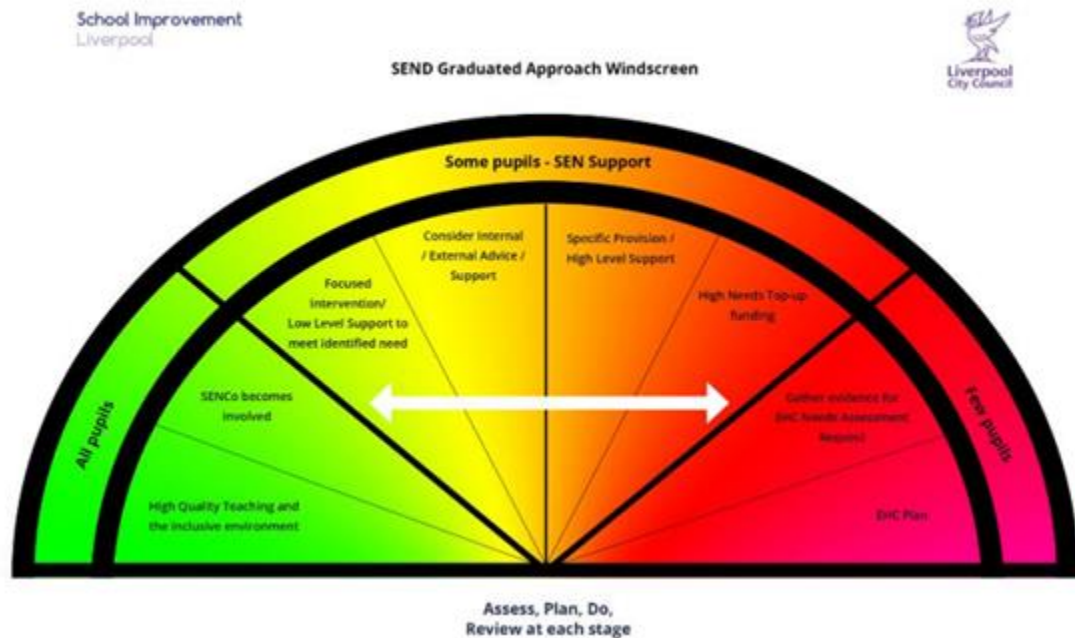 School Improvement
Liverpool
Liverpool
City Council
SEND Graduated Approach Windscreen
Some pupils - SEN Support
All pupils
Few pupils
High Quality Teaching and
the inclusive environment
SENCo becomes
involved
Focused
Intervention/
Low Level Support to
meet identified need
Consider Internal
/ External Advice /
Support
Specific Provision /
High Level Support
High Needs Top-up
funding
Gather evidence for
EHC Needs Assessment
Request
EHC Plan
Assess, Plan, Do,
Review at each stage